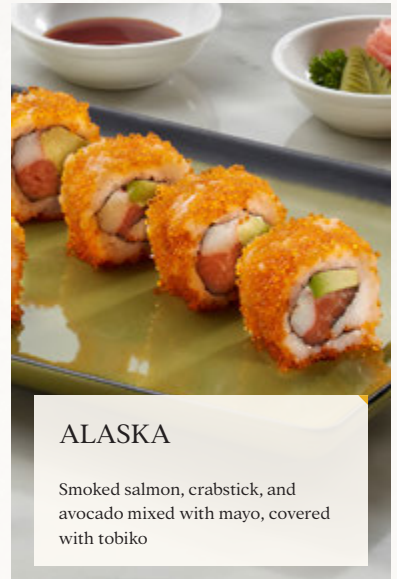 ALASKA
Smoked salmon, crabstick, and
avocado mixed with mayo, covered
with tobiko